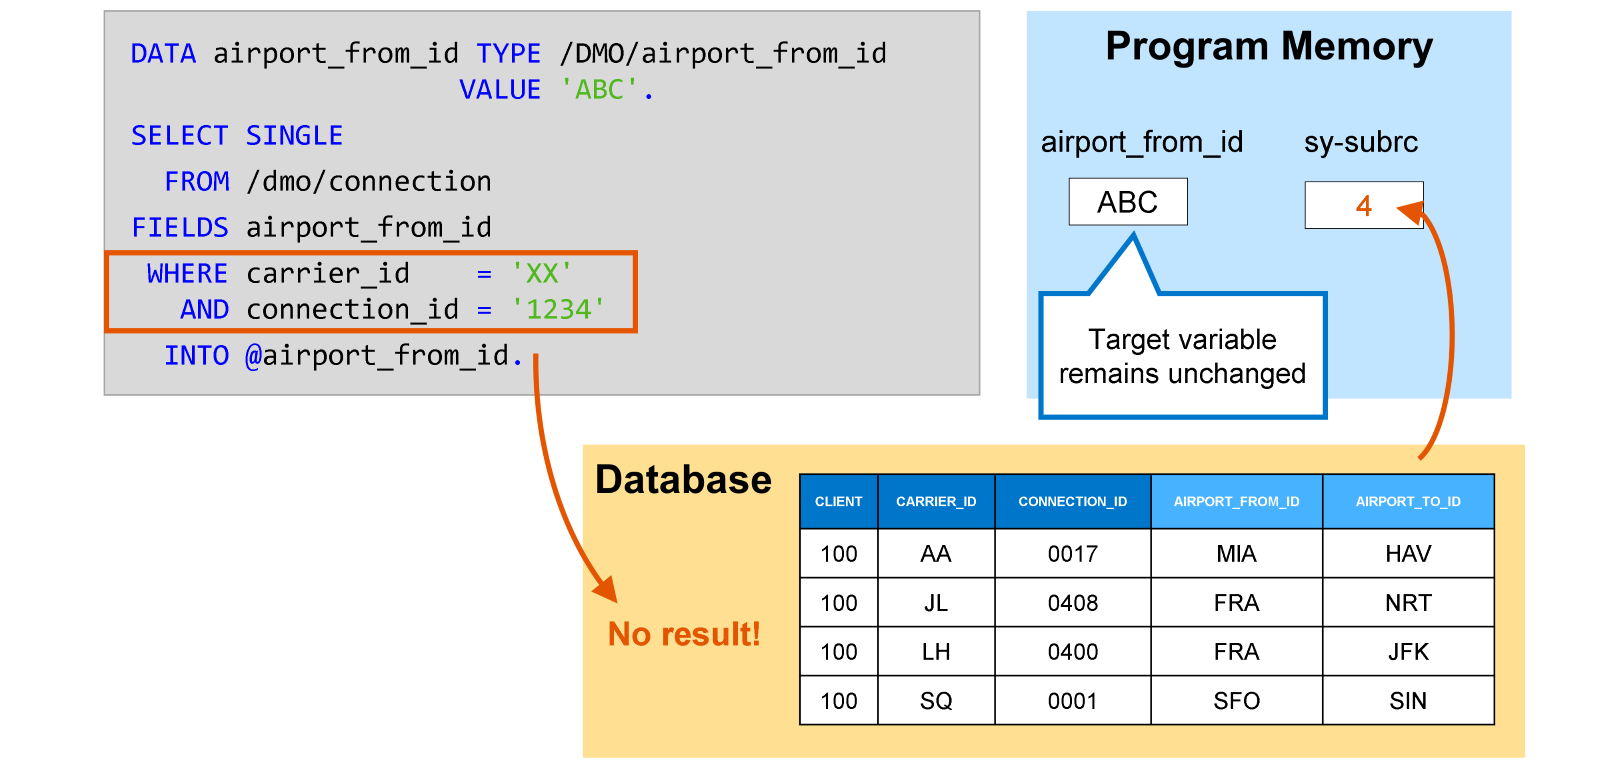 DATA airport_from_id TYPE /DMO/airport_from_id
VALUE 'ABC'.
SELECT SINGLE
FROM /dmo/connection
FIELDS airport_from_id
WHERE carrier_id = 'XX'
AND connection_id = '1234'
INTO @airport_from_id.
Program Memory
airport_from_id sy-subrc
ABC 4
Target variable
remains unchanged
Database
No result!
CLIENT CARRIER_ID CONNECTION_ID AIRPORT_FROM_ID AIRPORT_TO_ID
100 AA 0017 MIA HAV
100 JL 0408 FRA NRT
100 LH 0400 FRA JFK
100 SQ 0001 SFO SIN